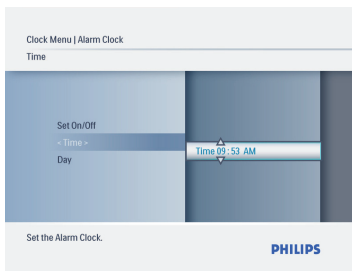 Clock Menu | Alarm Clock
Time
Set On/Off
< Time >
Time 09 : 53 AM
Day
Set the Alarm Clock.
PHILIPS